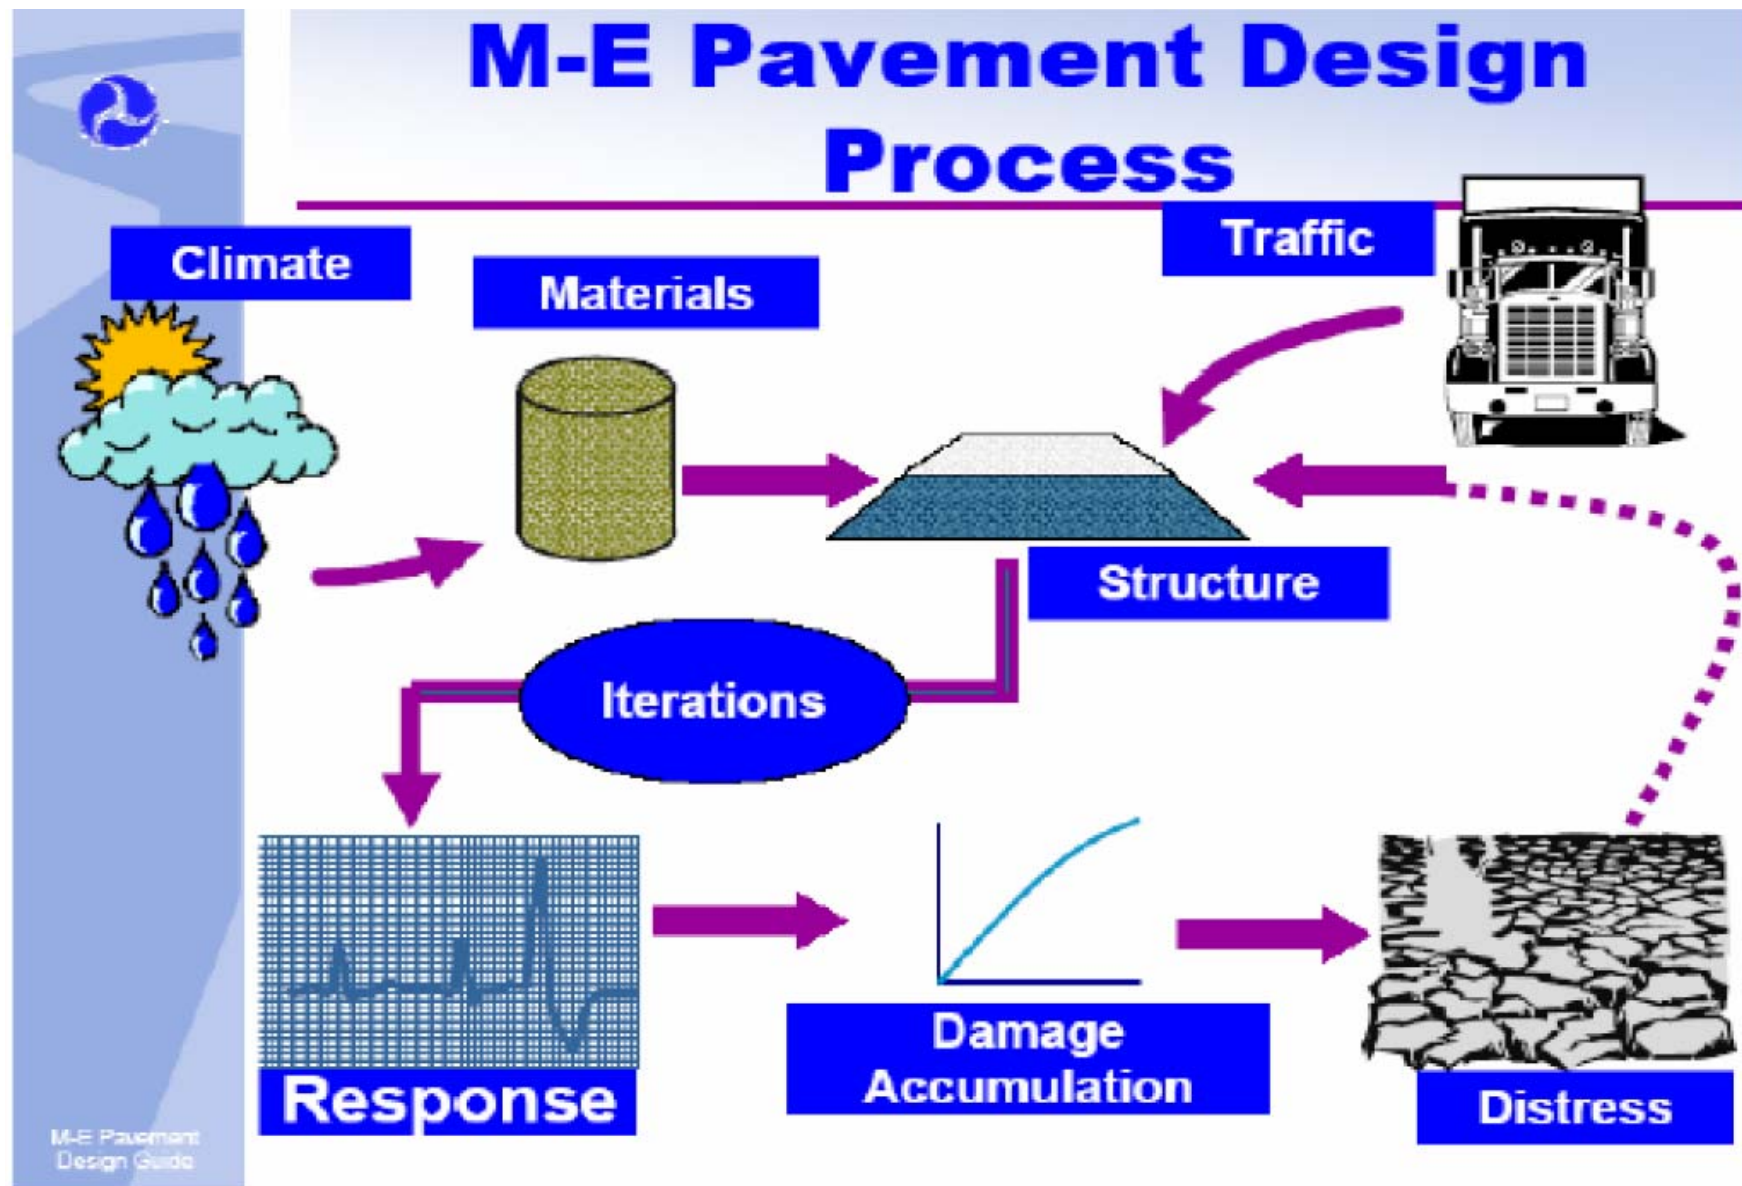 M-E Pavement Design
Process
Traffic
Climate
Materials
Structure
Iterations
Damage
Accumulation
Response
Distress
M-E Pavement
Design Guide